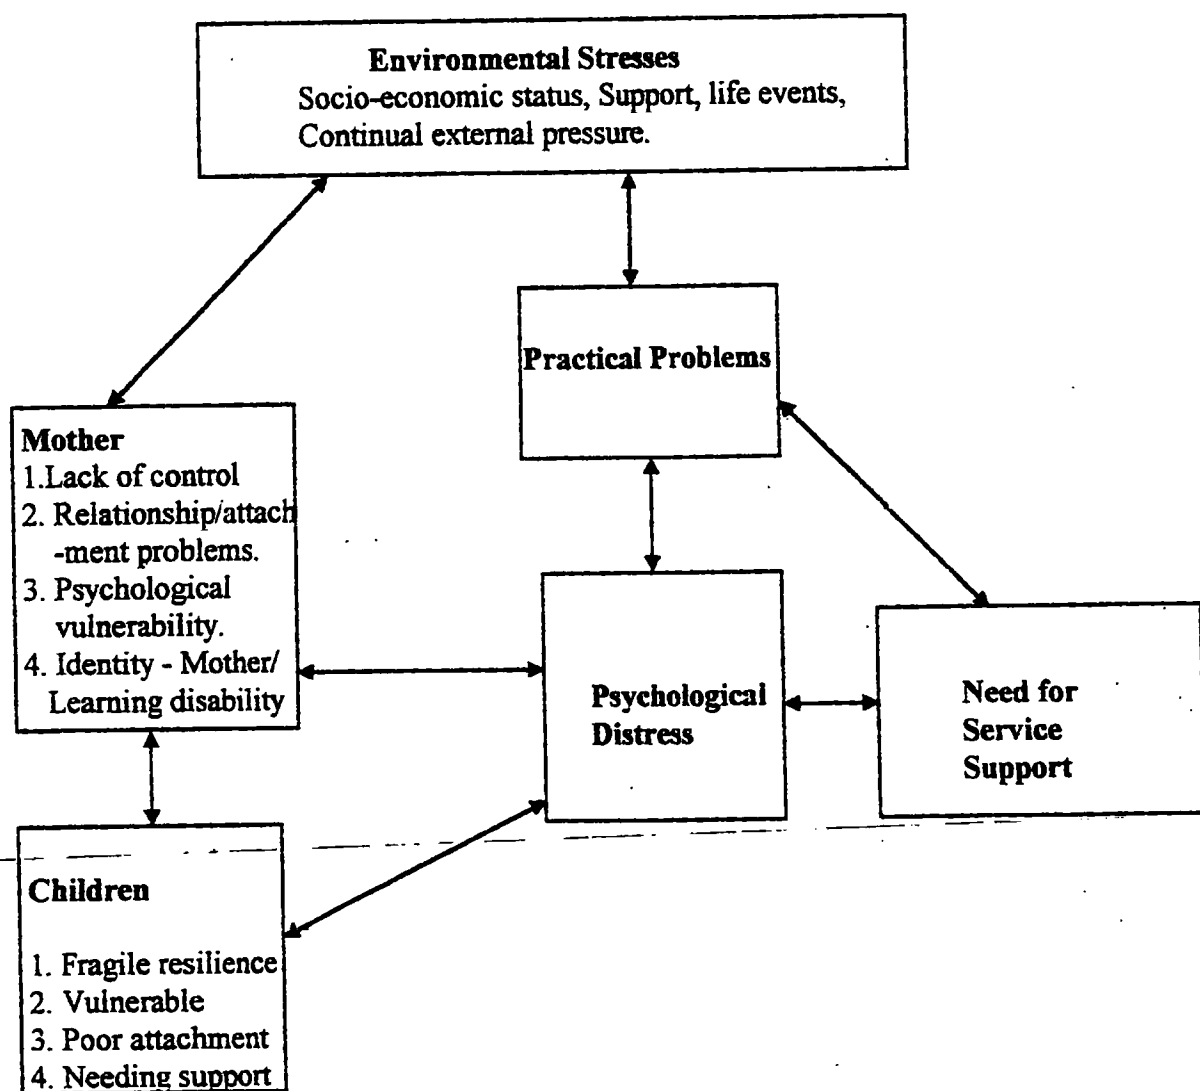 Environmental Stresses
Socio-economic status, Support, life events,
Continual external pressure.
Practical Problems
Mother
1.Lack of control
2. Relationship/attach
-ment problems.
3. Psychological
vulnerability.
4. Identity - Mother/
Learning disability
Psychological
Distress
Need for
Service
Support
Children
1. Fragile resilience
2. Vulnerable
3. Poor attachment
4. Needing support